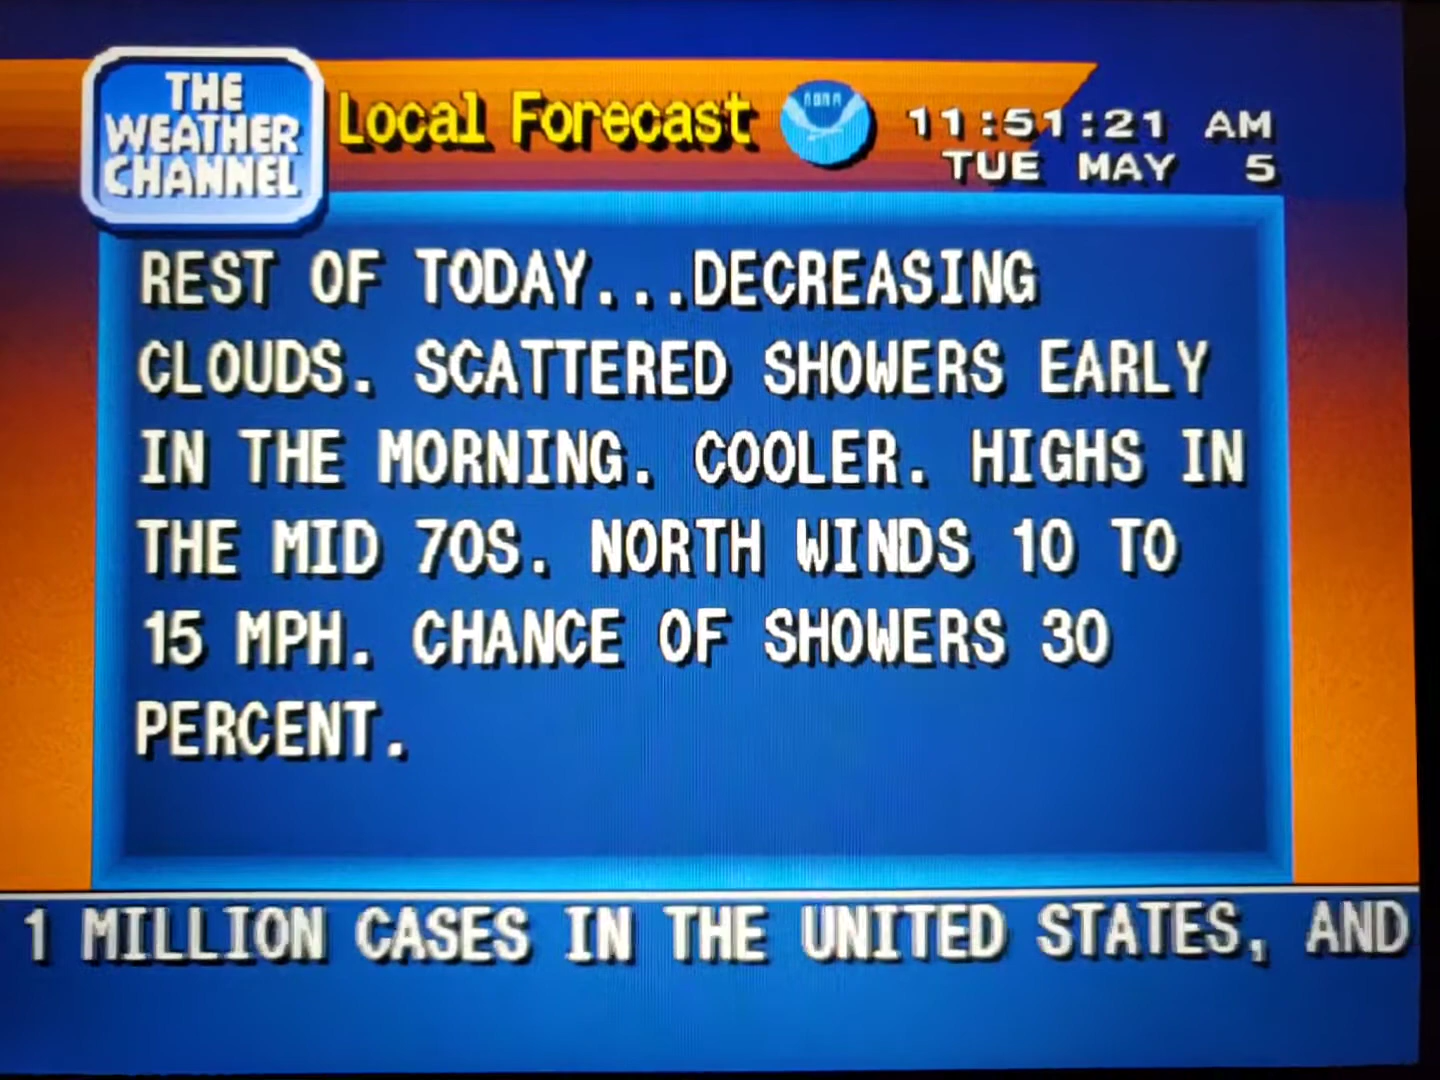 THE
WEATHER
CHANNEL
Local Forecast
NOAA
11:51:21 AM
TUE MAY 5
REST OF TODAY...DECREASING
CLOUDS. SCATTERED SHOWERS EARLY
IN THE MORNING. COOLER. HIGHS IN
THE MID 70S. NORTH WINDS 10 TO
15 MPH. CHANCE OF SHOWERS 30
PERCENT.
1 MILLION CASES IN THE UNITED STATES, AND